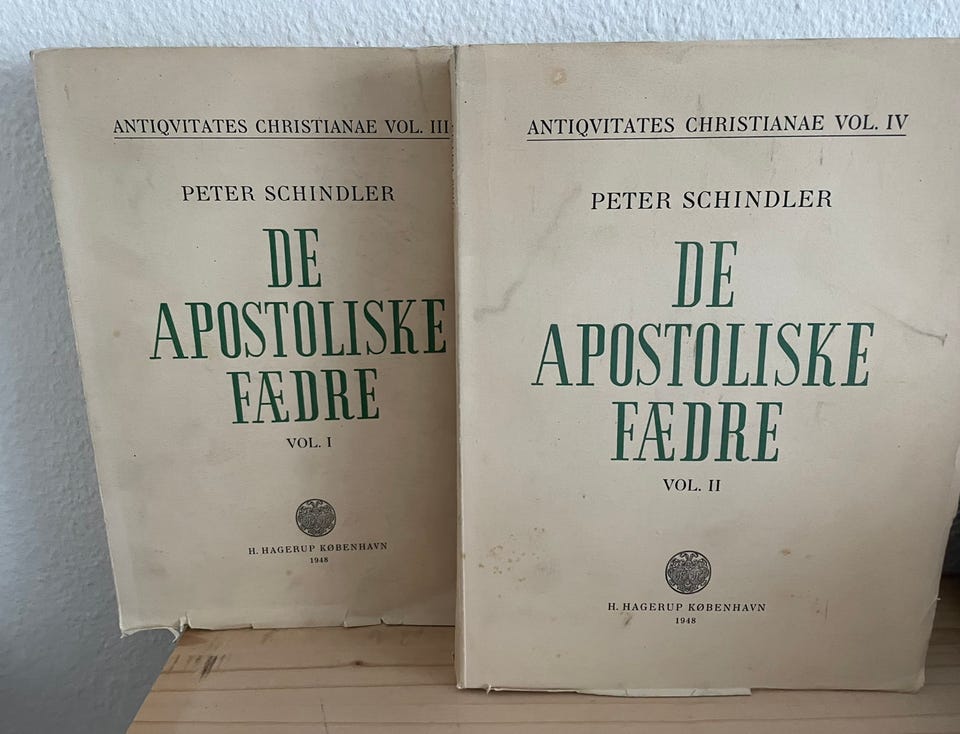 ANTIQVITATES CHRISTIANAE VOL. III
PETER SCHINDLER
DE
APOSTOLISKE
FÆDRE
VOL. I
H. HAGERUP KØBENHAVN
1948
ANTIQVITATES CHRISTIANAE VOL. IV
PETER SCHINDLER
DE
APOSTOLISKE
FÆDRE
VOL. II
H. HAGERUP KØBENHAVN
1948